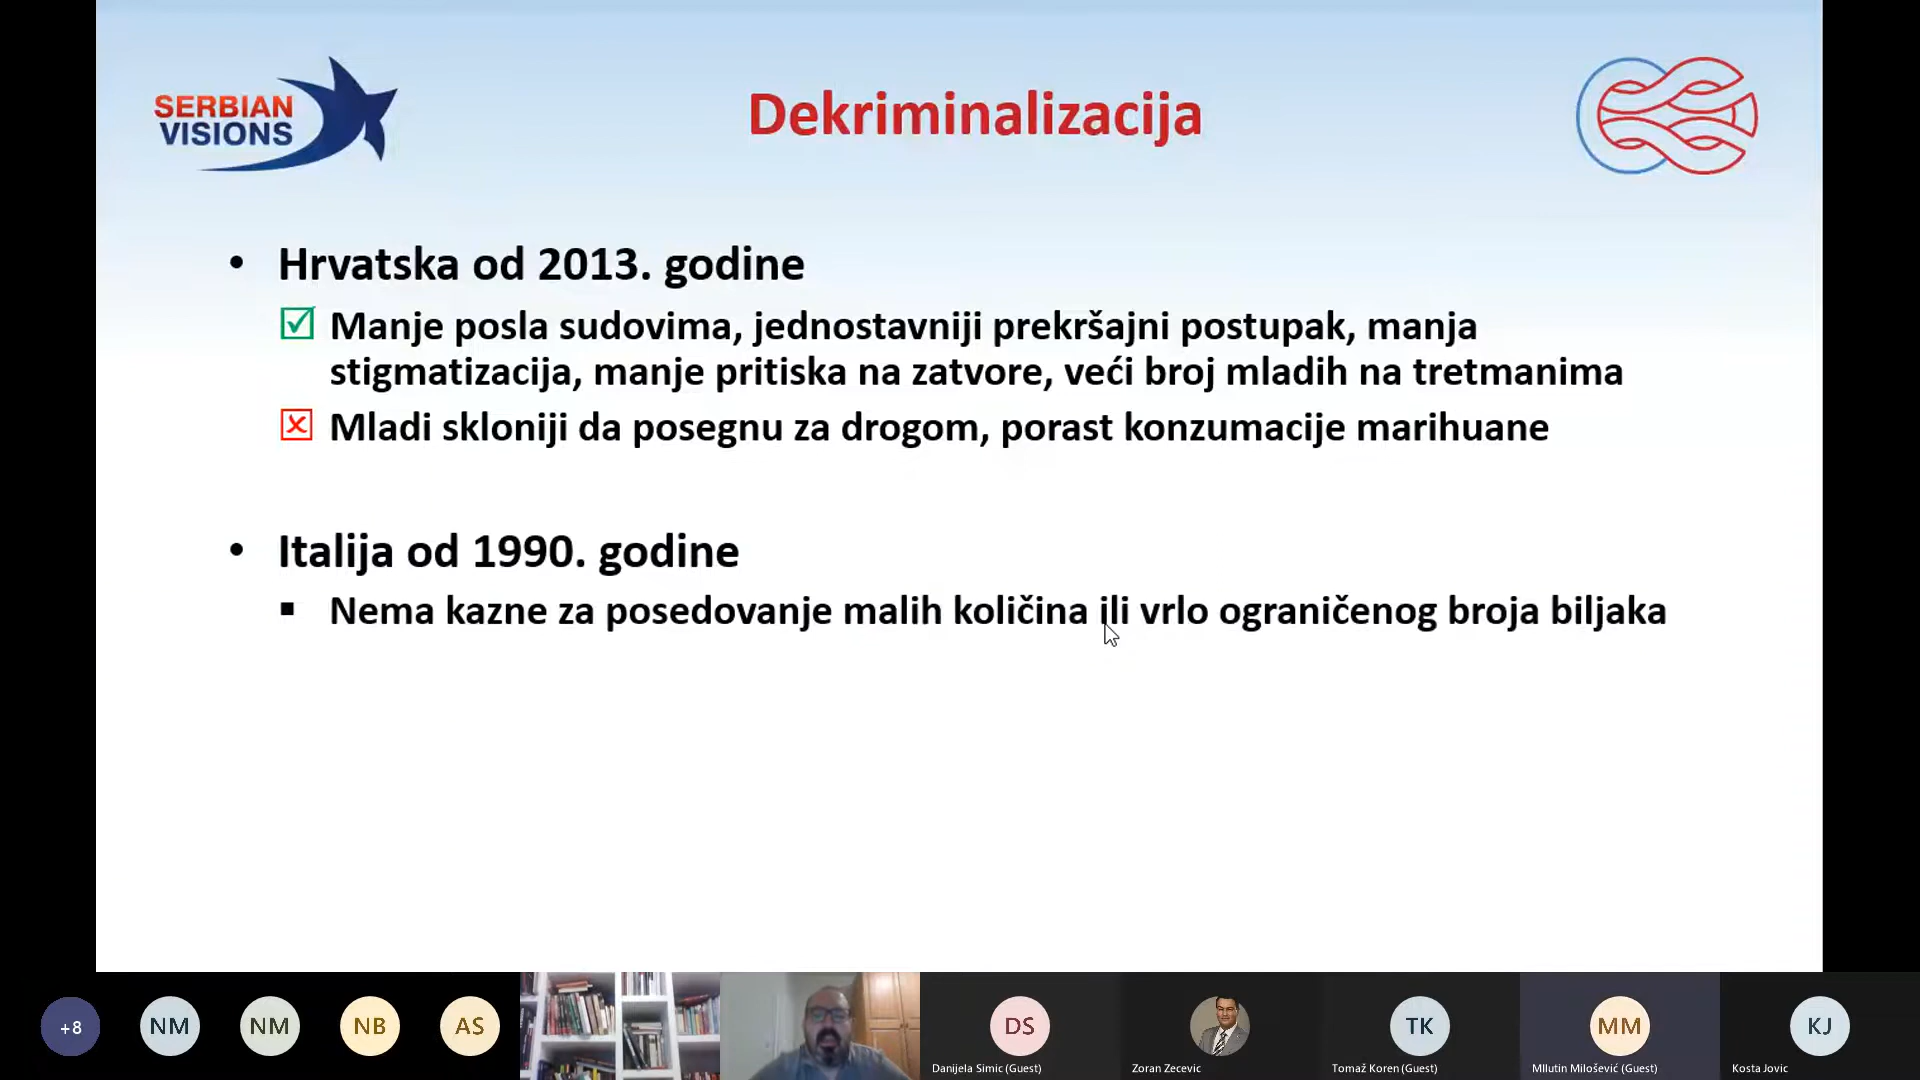 SERBIAN
VISIONS
Dekriminalizacija
• Hrvatska od 2013. godine
Manje posla sudovima, jednostavniji prekršajni postupak, manja
stigmatizacija, manje pritiska na zatvore, veći broj mladih na tretmanima
Mladi skloniji da posegnu za drogom, porast konzumacije marihuane
• Italija od 1990. godine
▪ Nema kazne za posedovanje malih količina ili vrlo ograničenog broja biljaka
+8
NM
NM
NB
AS
DS
TK
MM
KJ
Danijela Simic (Guest)
Zoran Zecevic
Tomaž Koren (Guest)
MIlutin Milošević (Guest)
Kosta Jovic